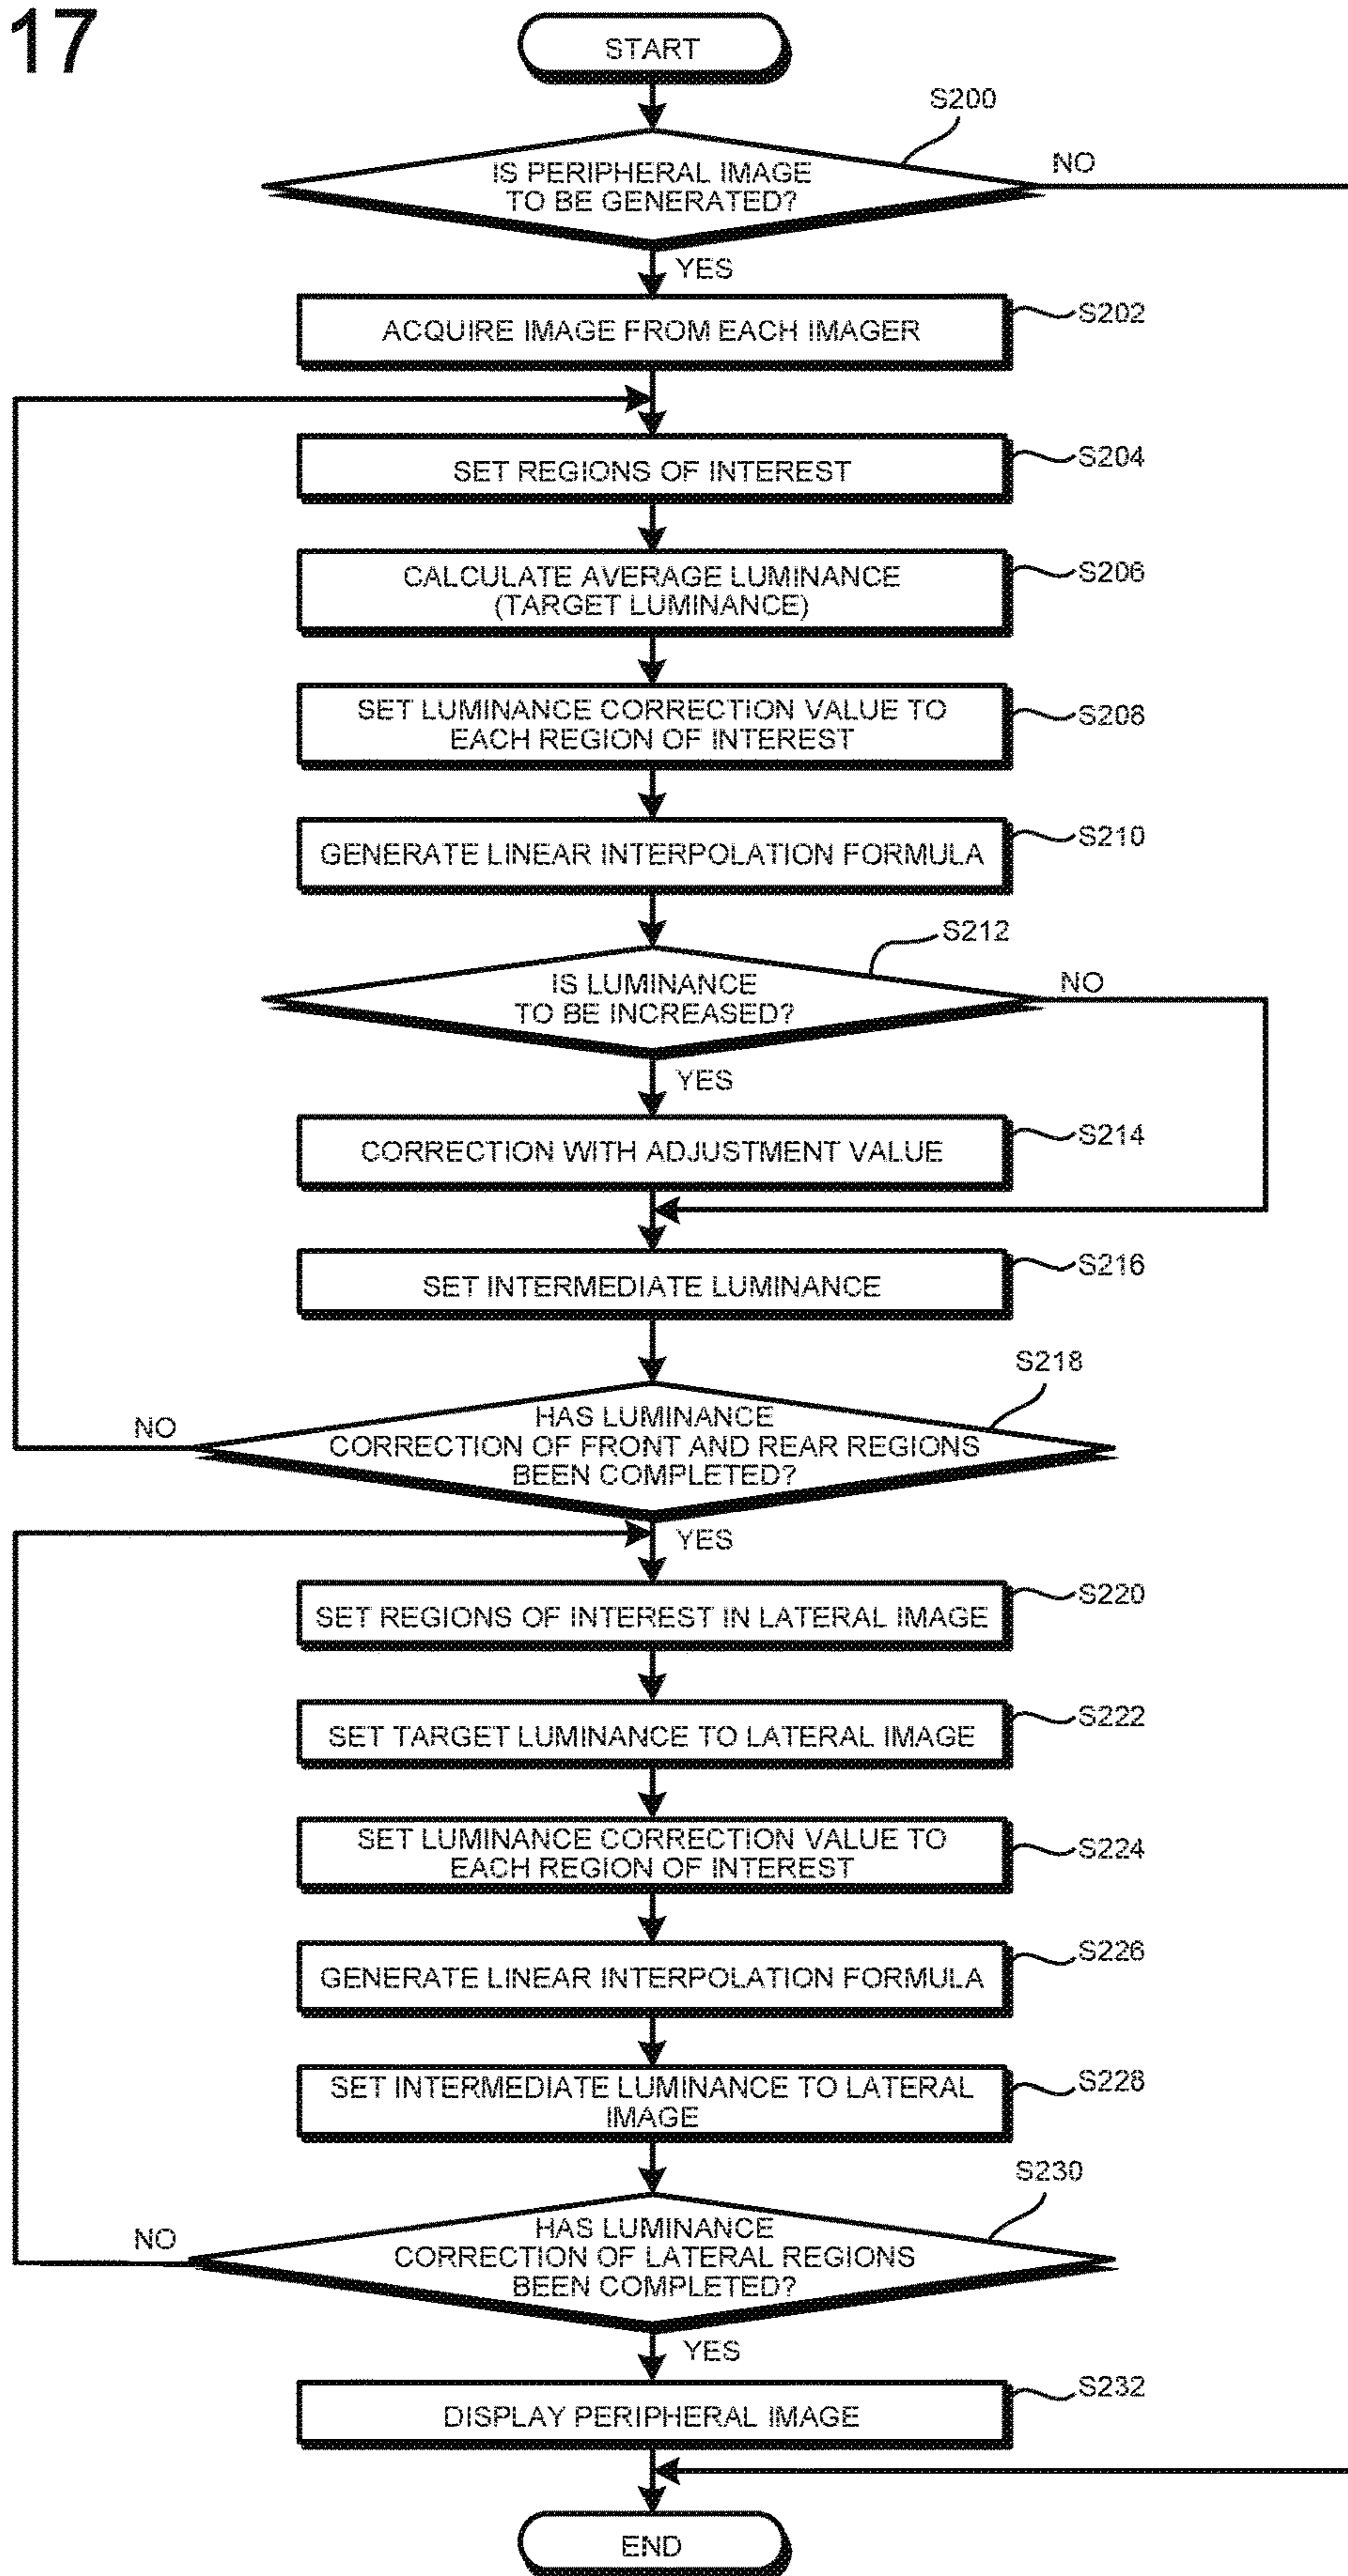 17
START
S200
IS PERIPHERAL IMAGE
TO BE GENERATED?
NO
YES
ACQUIRE IMAGE FROM EACH IMAGER
S202
SET REGIONS OF INTEREST
S204
CALCULATE AVERAGE LUMINANCE
(TARGET LUMINANCE)
S206
SET LUMINANCE CORRECTION VALUE TO
EACH REGION OF INTEREST
S208
GENERATE LINEAR INTERPOLATION FORMULA
S210
S212
IS LUMINANCE
TO BE INCREASED?
NO
YES
CORRECTION WITH ADJUSTMENT VALUE
S214
SET INTERMEDIATE LUMINANCE
S216
S218
HAS LUMINANCE
CORRECTION OF FRONT AND REAR REGIONS
BEEN COMPLETED?
NO
YES
SET REGIONS OF INTEREST IN LATERAL IMAGE
S220
SET TARGET LUMINANCE TO LATERAL IMAGE
S222
SET LUMINANCE CORRECTION VALUE TO
EACH REGION OF INTEREST
S224
GENERATE LINEAR INTERPOLATION FORMULA
S226
SET INTERMEDIATE LUMINANCE TO LATERAL
IMAGE
S228
S230
HAS LUMINANCE
CORRECTION OF LATERAL REGIONS
BEEN COMPLETED?
NO
YES
DISPLAY PERIPHERAL IMAGE
S232
END